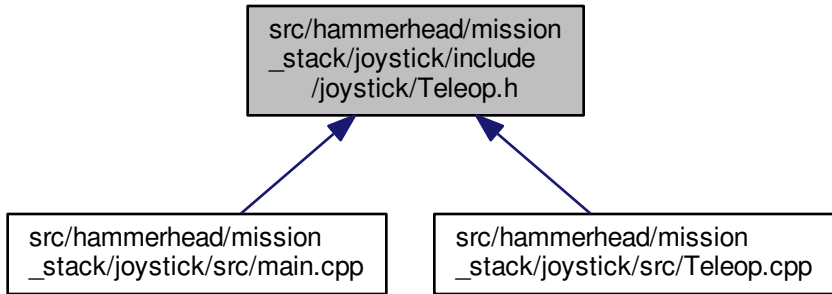 src/hammerhead/mission
_stack/joystick/include
/joystick/Teleop.h
src/hammerhead/mission
_stack/joystick/src/main.cpp
src/hammerhead/mission
_stack/joystick/src/Teleop.cpp